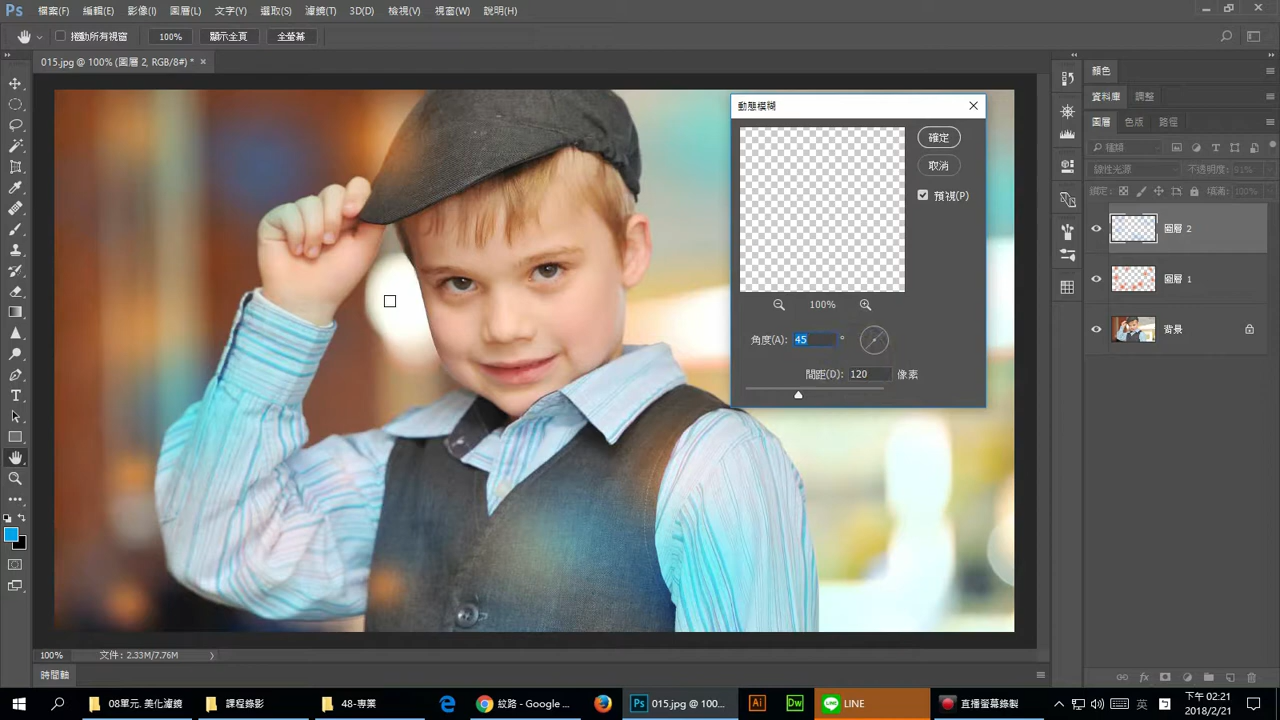 Ps 檔案(F) 編輯(E) 影像(I) 圖層(L) 文字(Y) 選取(S) 濾鏡(T) 3D(D) 檢視(V) 視窗(W) 說明(H)
捲動所有視窗 100% 顯示全頁 全螢幕
015.jpg @ 100% (圖層 2, RGB/8#) * ×
動態模糊
確定
取消
預視(P)
100%
角度(A): 45 °
間距(D): 120 像素
顏色
資料庫 調整
圖層 色版 路徑
種類
線性光源 不透明度: 51%
鎖定: 填滿: 100%
圖層 2
圖層 1
背景
100% 文件: 2.33M/7.76M
時間軸
08單元. 美化濾鏡 課程錄影 48-專業 紋路 - Google ... Ps 015.jpg @ 100... Ai Dw LINE 直播螢幕錄製 英 下午 02:21
2018/2/21